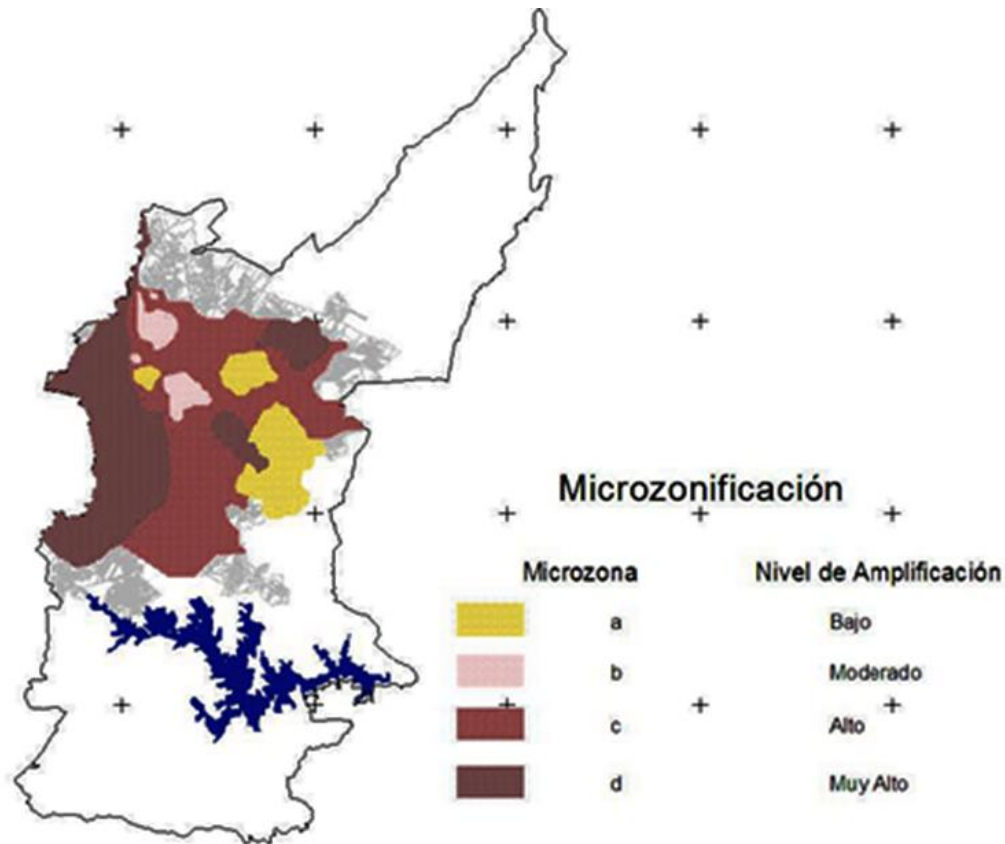 Microzonificación
Microzona Nivel de Amplificación
a Bajo
b Moderado
c Alto
d Muy Alto